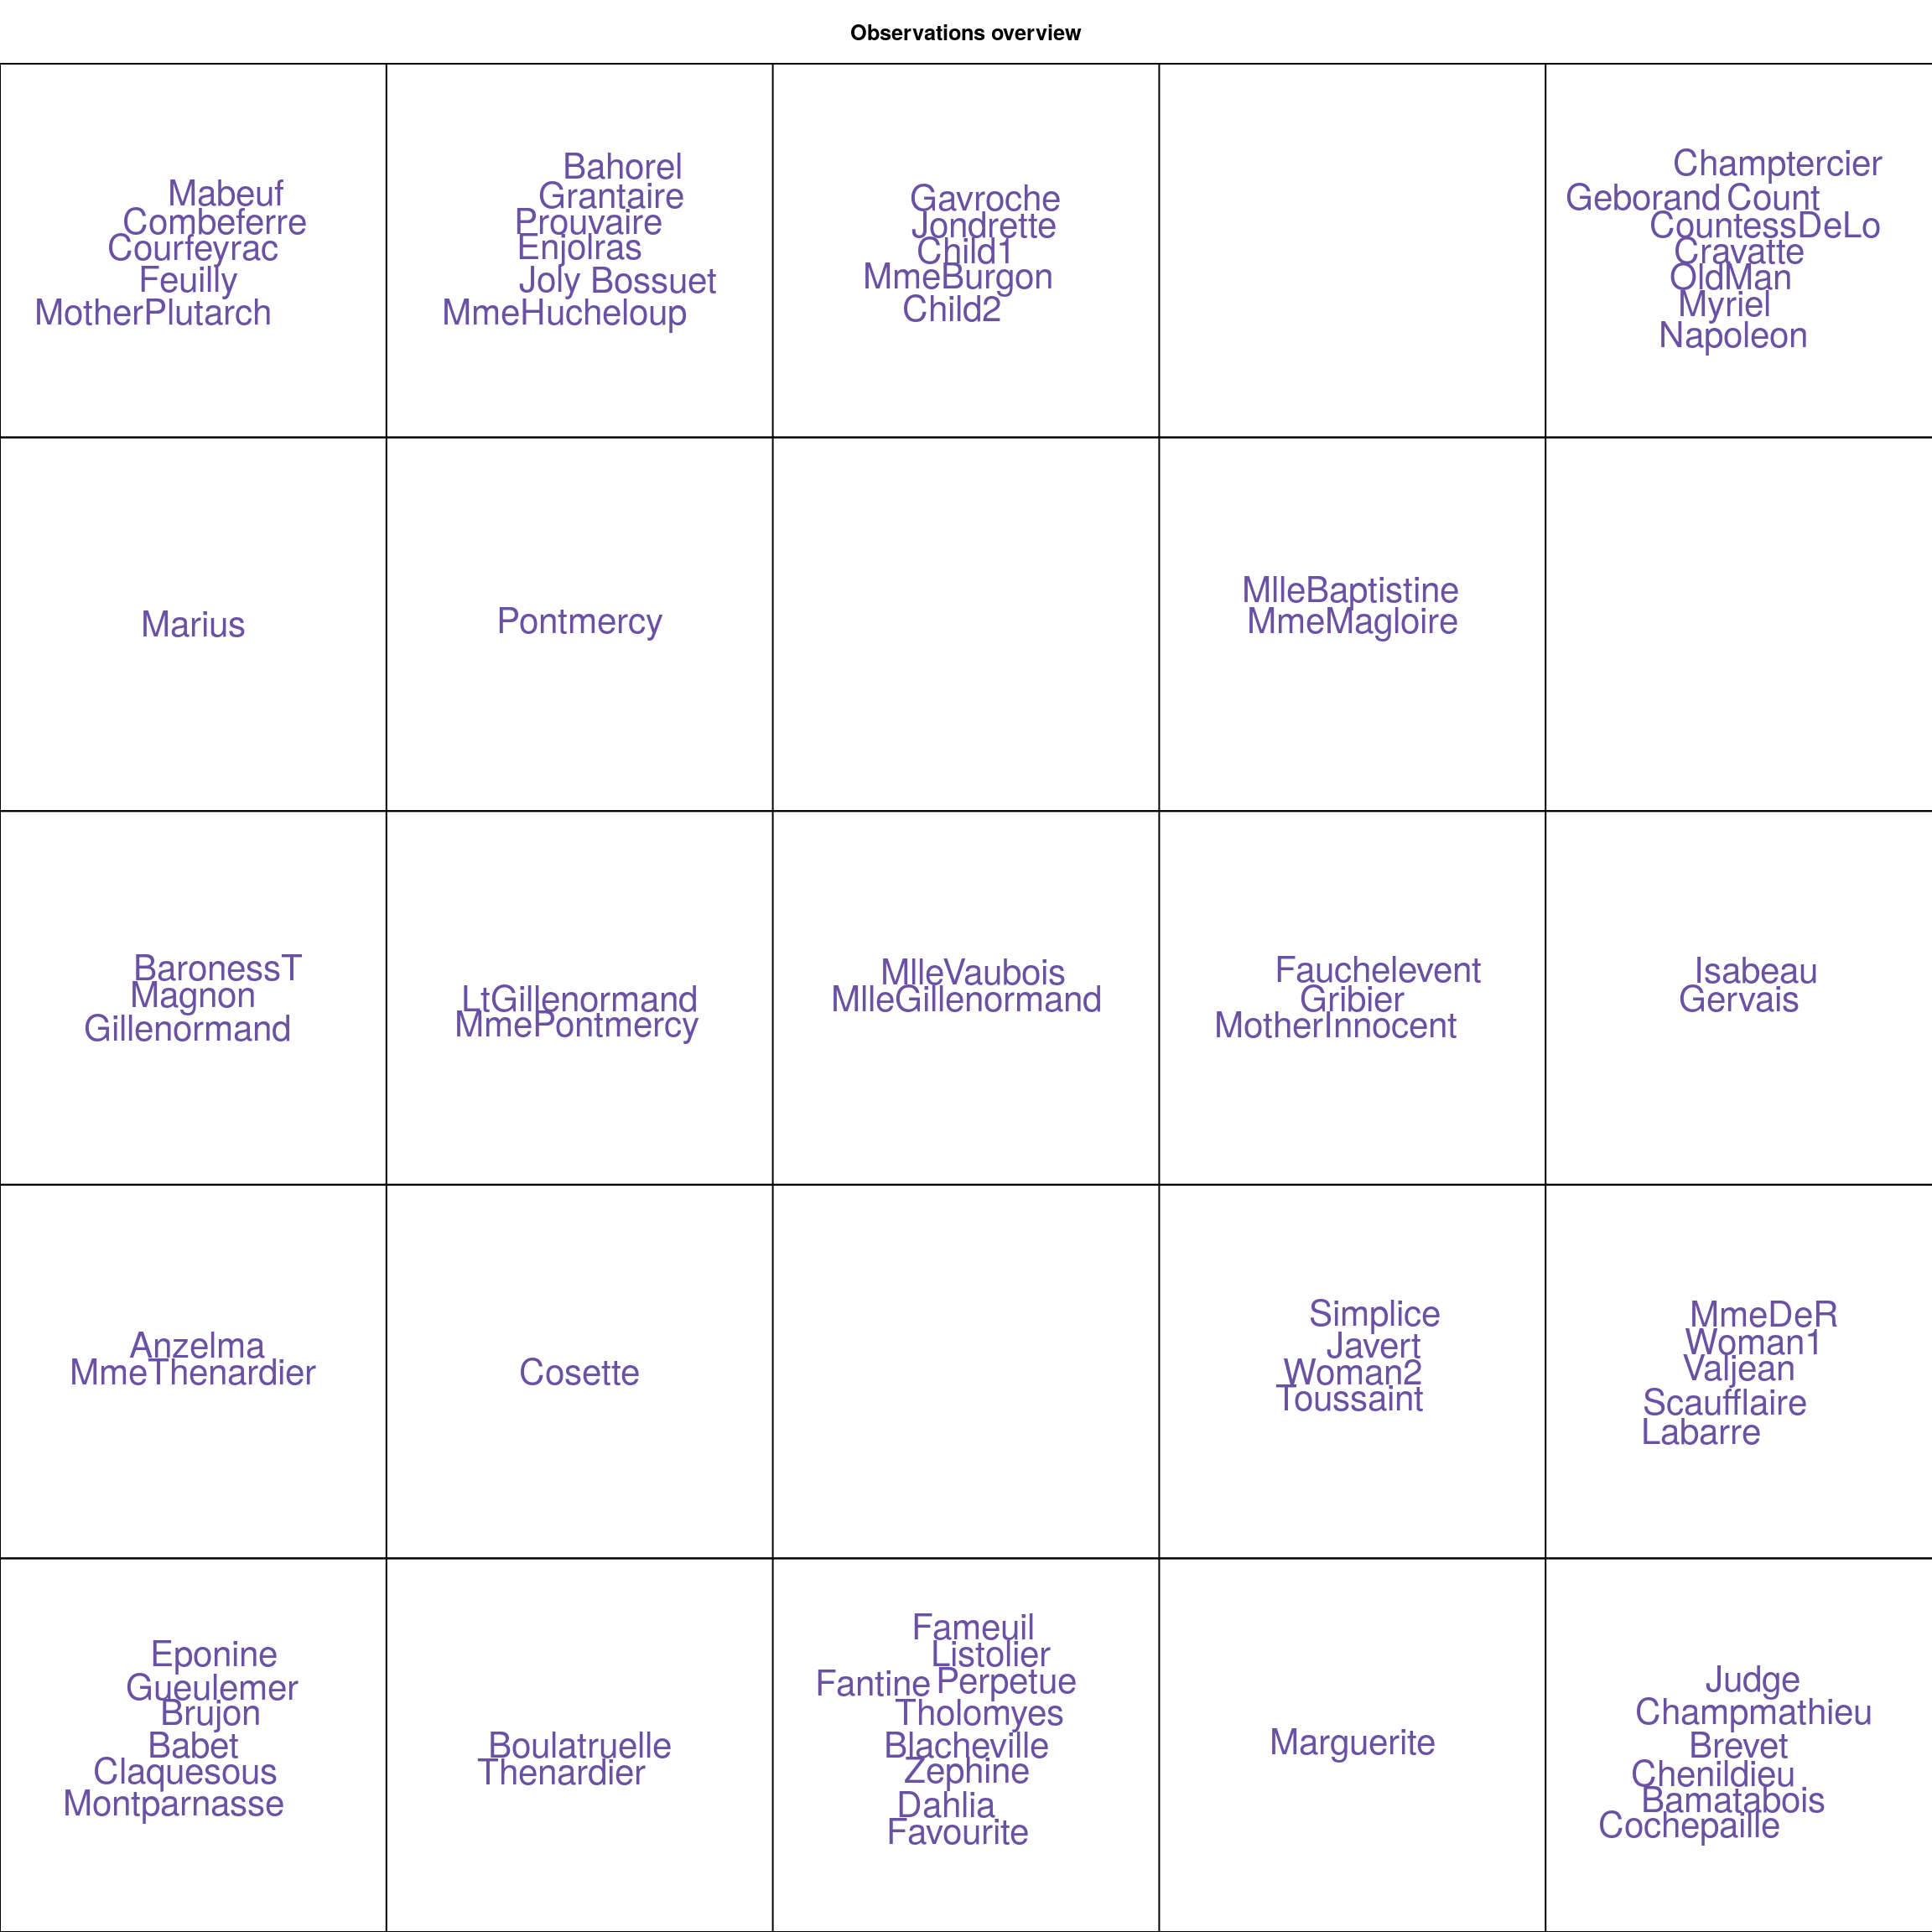 Observations overview
Mabeuf
Combeferre
Courfeyrac
Feuilly
MotherPlutarch
Bahorel
Grantaire
Prouvaire
Enjolras
Joly Bossuet
MmeHucheloup
Gavroche
Jondrette
Child1
MmeBurgon
Child2
Champtercier
Geborand Count
CountessDeLo
Cravatte
OldMan
Myriel
Napoleon
Marius
Pontmercy
MlleBaptistine
MmeMagloire
BaronessT
Magnon
Gillenormand
LtGillenormand
MmePontmercy
MlleVaubois
MlleGillenormand
Fauchelevent
Gribier
MotherInnocent
Isabeau
Gervais
Anzelma
MmeThenardier
Cosette
Simplice
Javert
Woman2
Toussaint
MmeDeR
Woman1
Valjean
Scaufflaire
Labarre
Eponine
Gueulemer
Brujon
Babet
Claquesous
Montparnasse
Boulatruelle
Thenardier
Fameuil
Listolier
Fantine Perpetue
Tholomyes
Blacheville
Zephine
Dahlia
Favourite
Marguerite
Judge
Champmathieu
Brevet
Chenildieu
Bamatabois
Cochepaille